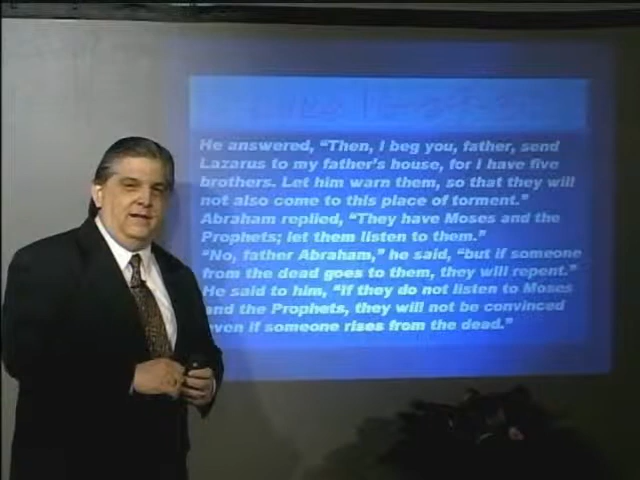 He answered, “Then, I beg you, father, send
Lazarus to my father's house, for I have five
brothers. Let him warn them, so that they will
not also come to this place of torment.”
Abraham replied, “They have Moses and the
Prophets; let them listen to them.”
“No, father Abraham,” he said, “but if someone
from the dead goes to them, they will repent.”
He said to him, “If they do not listen to Moses
and the Prophets, they will not be convinced
even if someone rises from the dead.”